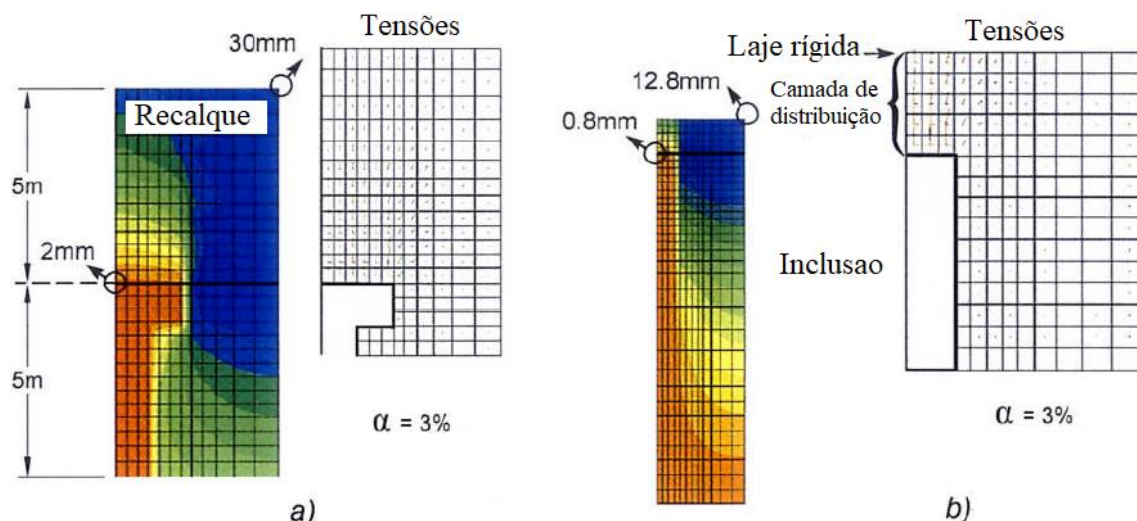 30mm
Tensões
Recalque
5m
2mm
5m
α = 3%
a)
Tensões
Laje rígida
12.8mm
Camada de
distribuição
0.8mm
Inclusao
α = 3%
b)